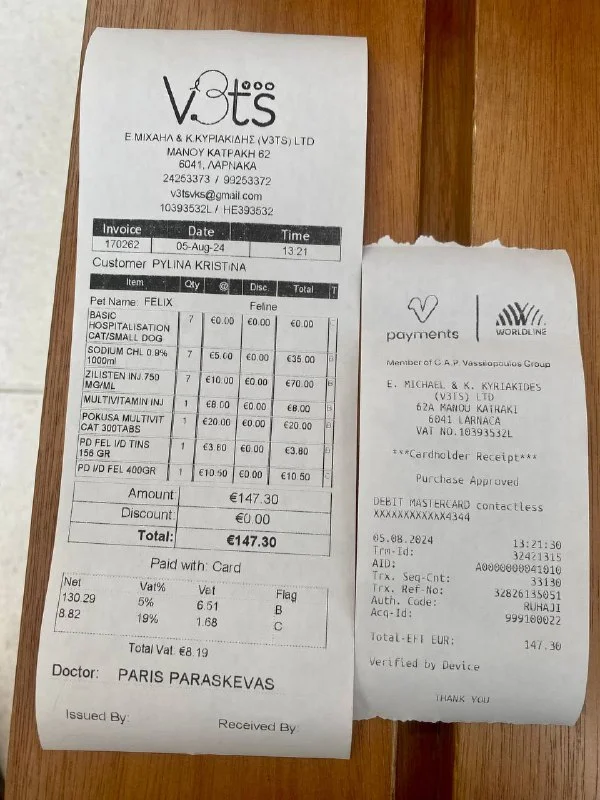 V3ts
Ε.ΜΙΧΑΗΛ & Κ.ΚΥΡΙΑΚΙΔΗΣ (V3TS) LTD
ΜΑΝΟΥ ΚΑΤΡΑΚΗ 62
6041, ΛΑΡΝΑΚΑ
24253373 / 99253372
v3tsvks@gmail.com
10393532L / HE393532
Invoice Date Time
170262 05-Aug-24 13:21
Customer PYLINA KRISTINA
Item Qty @ Disc Total T
Pet Name: FELIX Feline
BASIC
HOSPITALISATION
CAT/SMALL DOG 7 €0.00 €0.00 €0.00 C
SODIUM CHL 0.9%
1000ml 7 €5.00 €0.00 €35.00 B
ZILISTEN INJ 750
MG/ML 7 €10.00 €0.00 €70.00 B
MULTIVITAMIN INJ 1 €8.00 €0.00 €8.00 B
POKUSA MULTIVIT
CAT 300TABS 1 €20.00 €0.00 €20.00 B
PD FEL I/D TINS
156 GR 1 €3.80 €0.00 €3.80 B
PD I/D FEL 400GR 1 €10.50 €0.00 €10.50 C
Amount €147.30
Discount: €0.00
Total: €147.30
Paid with: Card
Net Vat% Vat Flag
130.29 5% 6.51 B
8.82 19% 1.68 C
Total Vat: €8.19
Doctor: PARIS PARASKEVAS
Issued By: Received By:
payments WORLDLINE
Member of C.A.P. Vassilopoulos Group
E. MICHAEL & K. KYRIAKIDES
(V3TS) LTD
62A MANOU KATRAKI
6041 LARNACA
VAT NO.10393532L
***Cardholder Receipt***
Purchase Approved
DEBIT MASTERCARD contactless
XXXXXXXXXXXX4344
05.08.2024 13:21:30
Trm-Id: 32421315
AID: A0000000041010
Trx. Seq-Cnt: 33130
Trx. Ref-No: 32826135051
Auth. Code: RUHAJI
Acq-Id: 999100022
Total-EFT EUR: 147.30
Verified by Device
THANK YOU